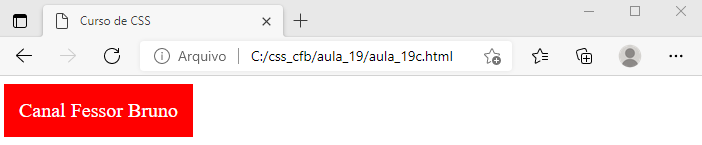 Curso de CSS
Arquivo C:/css_cfb/aula_19/aula_19c.html
Canal Fessor Bruno